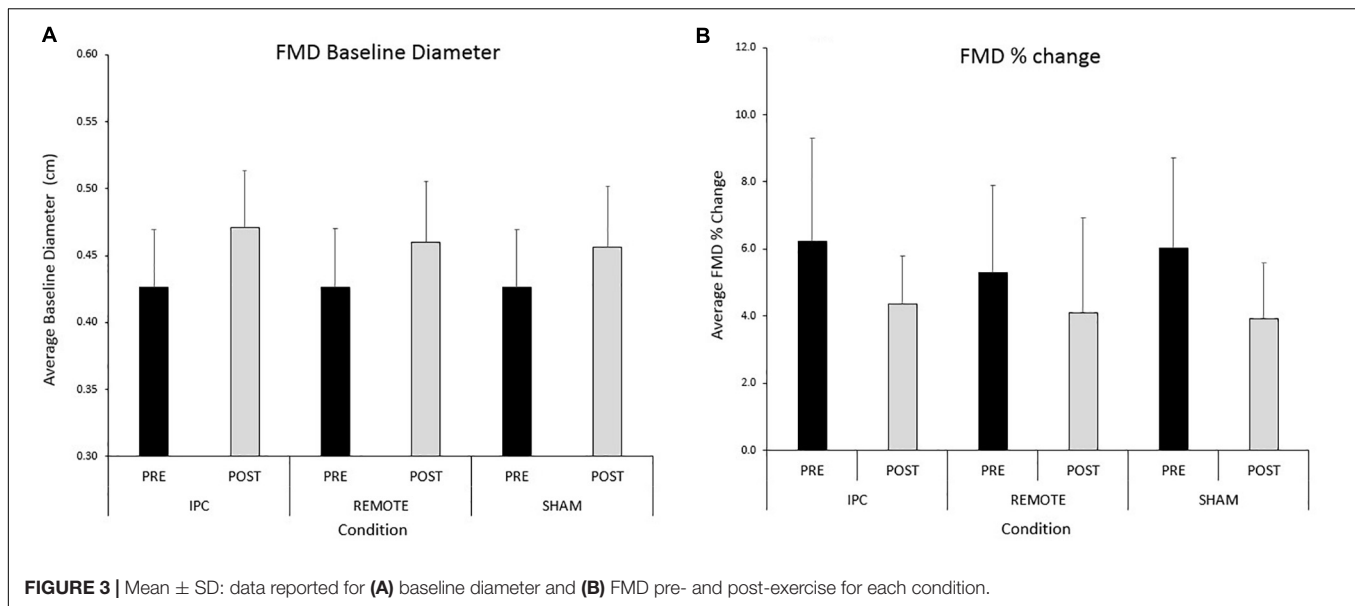 A
FMD Baseline Diameter
0.60
0.55
0.50
0.45
0.40
0.35
0.30
Average Baseline Diameter (cm)
PRE POST PRE POST PRE POST
IPC REMOTE SHAM
Condition
B
FMD % change
12.0
10.0
8.0
6.0
4.0
2.0
0.0
Average FMD % Change
PRE POST PRE POST PRE POST
IPC REMOTE SHAM
Condition
FIGURE 3 | Mean ± SD: data reported for (A) baseline diameter and (B) FMD pre- and post-exercise for each condition.